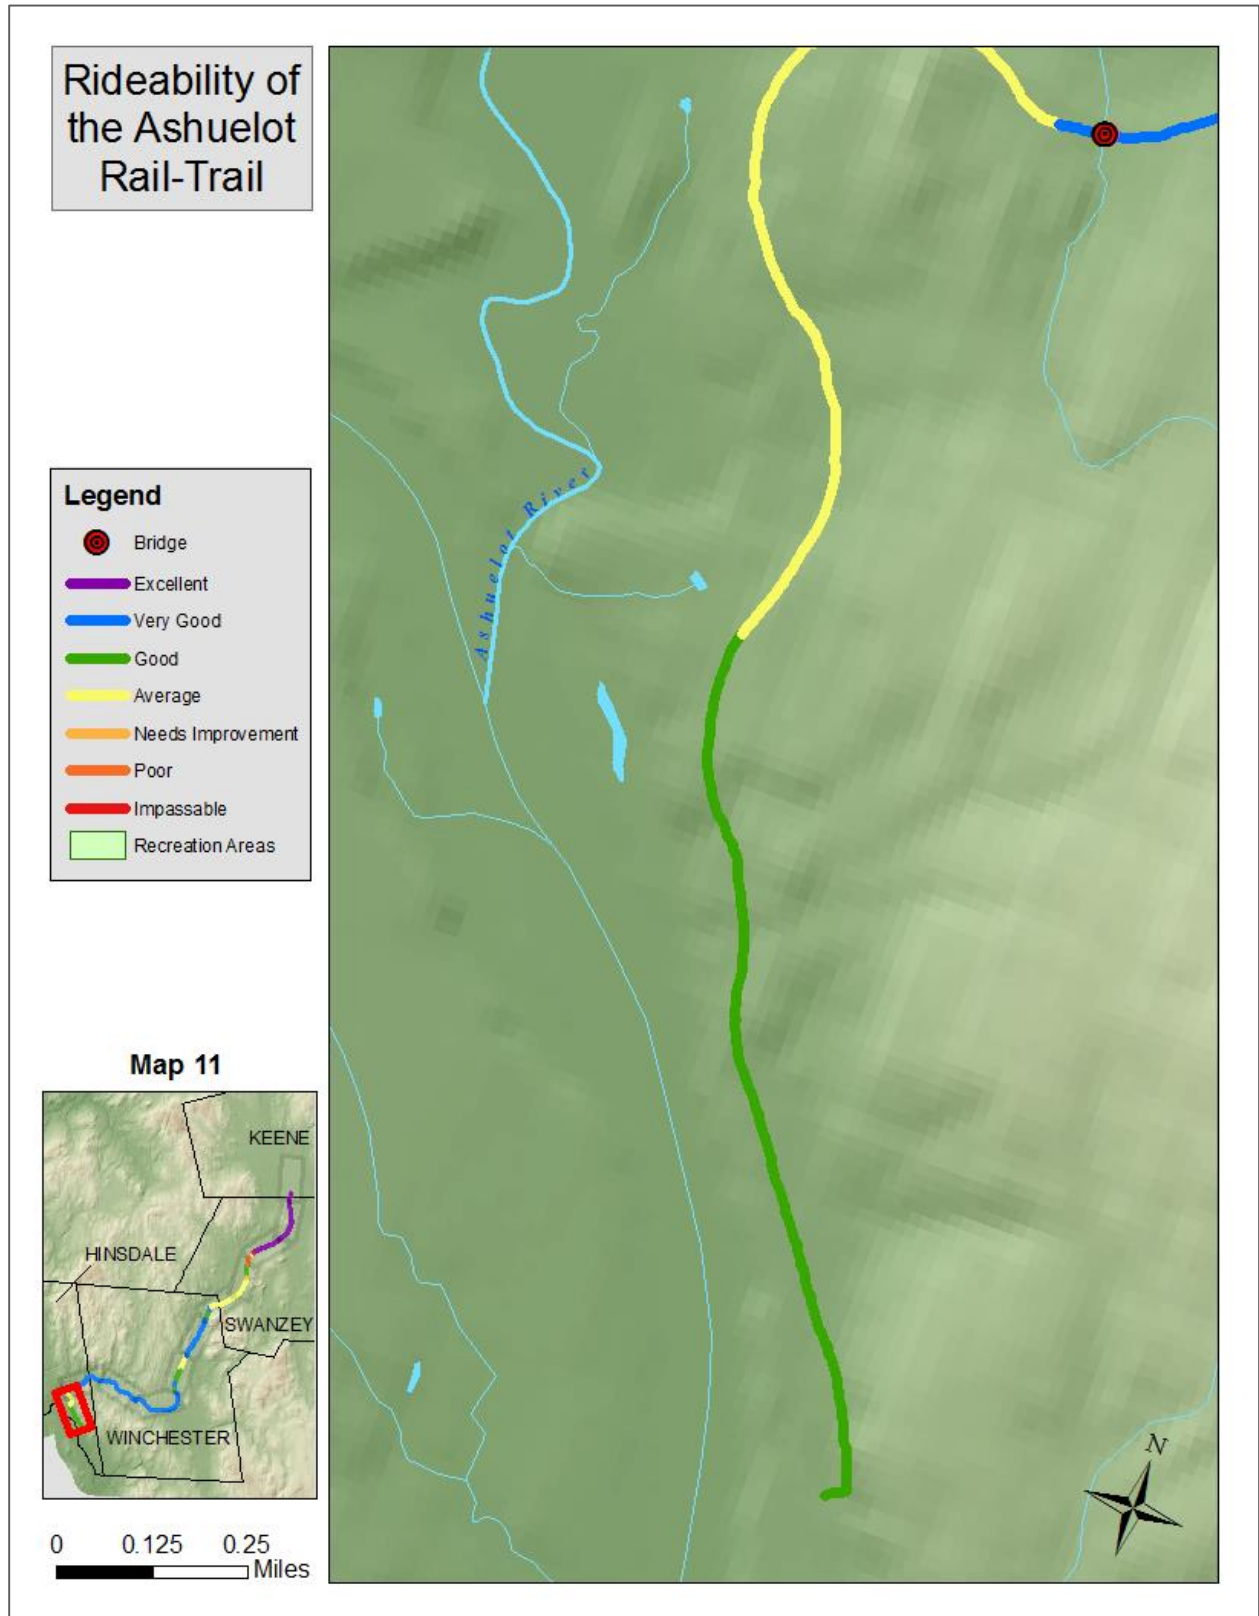 Rideability of
the Ashuelot
Rail-Trail
Legend
Bridge
Excellent
Very Good
Good
Average
Needs Improvement
Poor
Impassable
Recreation Areas
Map 11
KEENE
HINSDALE
SWANZEY
WINCHESTER
0 0.125 0.25
Miles
Ashuelot River
N